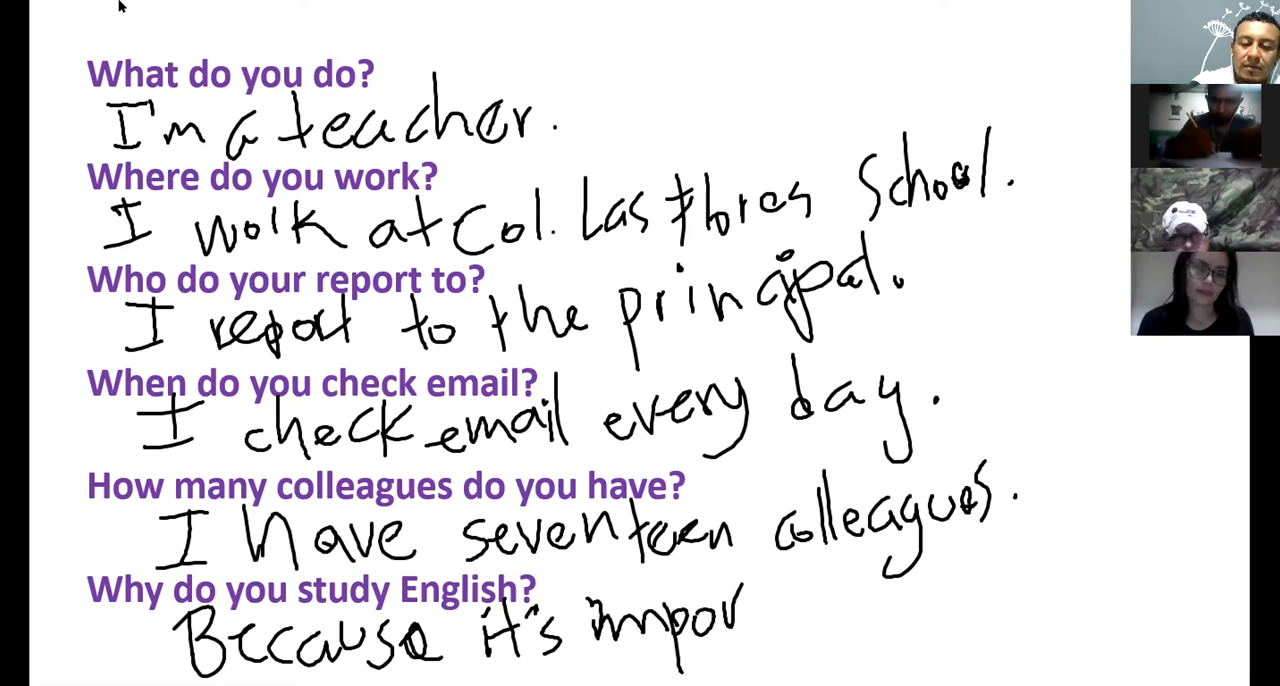 What do you do?
I'm a teacher.
Where do you work?
I work at Col. Las flores School.
Who do your report to?
I report to the principal.
When do you check email?
I check email every day.
How many colleagues do you have?
I have seventeen colleagues.
Why do you study English?
Because it's impor